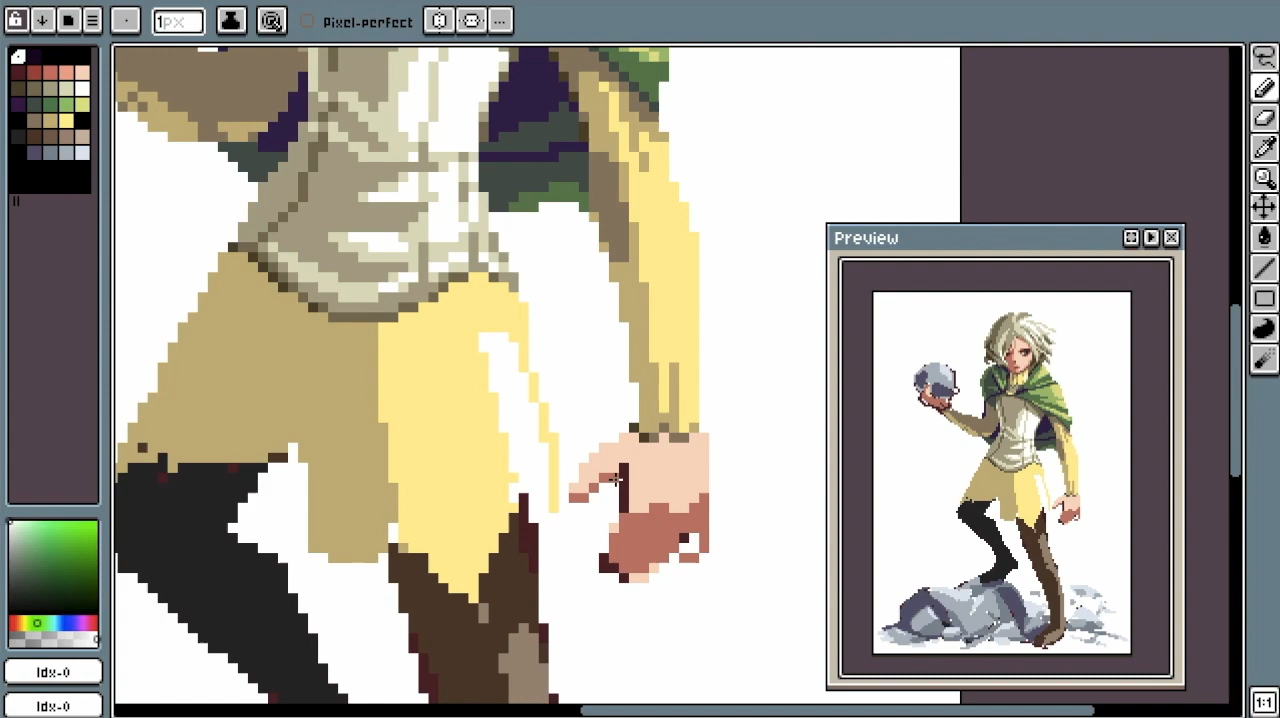 1px
Pixel-perfect
...
Preview
Idx-0
Idx-0
1:1